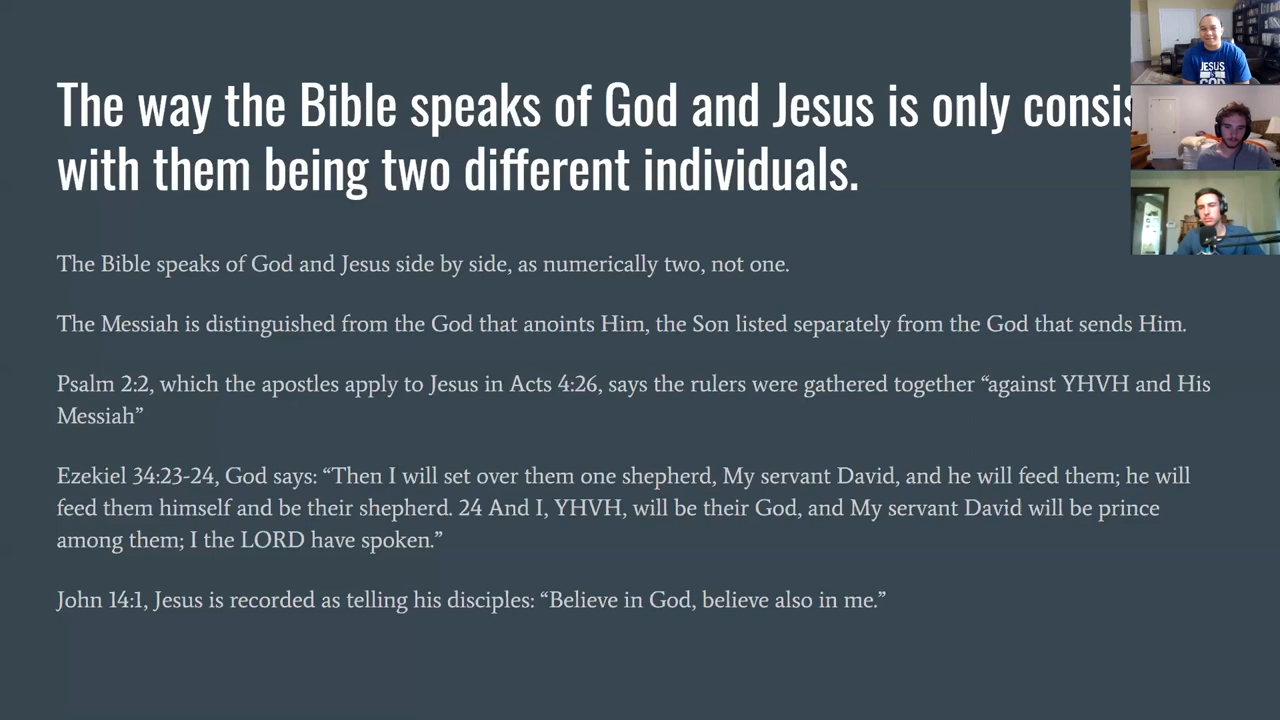 The way the Bible speaks of God and Jesus is only
with them being two different individuals.
The Bible speaks of God and Jesus side by side, as numerically two, not one.
The Messiah is distinguished from the God that anoints Him, the Son listed separately from the God that sends Him.
Psalm 2:2, which the apostles apply to Jesus in Acts 4:26, says the rulers were gathered together “against YHVH and His
Messiah”
Ezekiel 34:23-24, God says: “Then I will set over them one shepherd, My servant David, and he will feed them; he will
feed them himself and be their shepherd. 24 And I, YHVH, will be their God, and My servant David will be prince
among them; I the LORD have spoken.”
John 14:1, Jesus is recorded as telling his disciples: “Believe in God, believe also in me.”
JESUS
IS
GOD